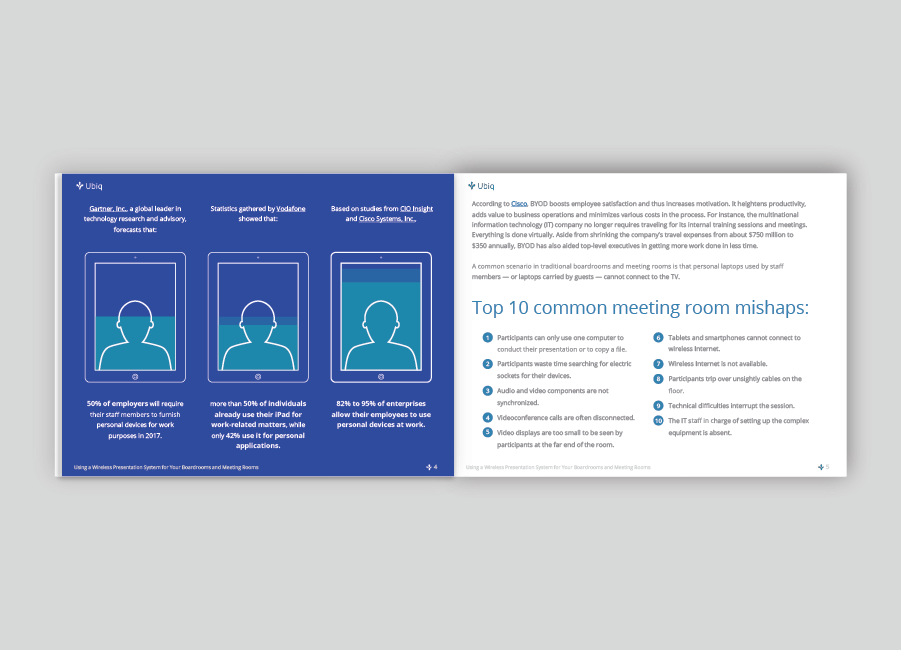 Ubiq
Gartner, Inc., a global leader in
technology research and advisory,
forecasts that:
50% of employers will require
their staff members to furnish
personal devices for work
purposes in 2017.
Statistics gathered by Vodafone
showed that:
more than 50% of individuals
already use their iPad for
work-related matters, while
only 42% use it for personal
applications.
Based on studies from CIO Insight
and Cisco Systems, Inc.,
82% to 95% of enterprises
allow their employees to use
personal devices at work.
Using a Wireless Presentation System for Your Boardrooms and Meeting Rooms
4
Ubiq
According to Cisco, BYOD boosts employee satisfaction and thus increases motivation. It heightens productivity,
adds value to business operations and minimizes various costs in the process. For instance, the multinational
information technology (IT) company no longer requires traveling for its internal training sessions and meetings.
Everything is done virtually. Aside from shrinking the company's travel expenses from about $750 million to
$350 annually, BYOD has also aided top-level executives in getting more work done in less time.
A common scenario in traditional boardrooms and meeting rooms is that personal laptops used by staff
members — or laptops carried by guests — cannot connect to the TV.
Top 10 common meeting room mishaps:
1 Participants can only use one computer to
conduct their presentation or to copy a file.
2 Participants waste time searching for electric
sockets for their devices.
3 Audio and video components are not
synchronized.
4 Videoconference calls are often disconnected.
5 Video displays are too small to be seen by
participants at the far end of the room.
6 Tablets and smartphones cannot connect to
wireless Internet.
7 Wireless Internet is not available.
8 Participants trip over unsightly cables on the
floor.
9 Technical difficulties interrupt the session.
10 The IT staff in charge of setting up the complex
equipment is absent.
Using a Wireless Presentation System for Your Boardrooms and Meeting Rooms
5